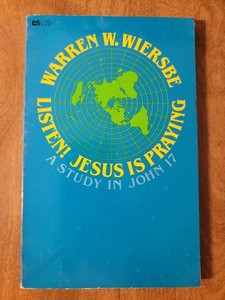 WARREN W. WIERSBE
LISTEN! JESUS IS PRAYING
A STUDY IN JOHN 17